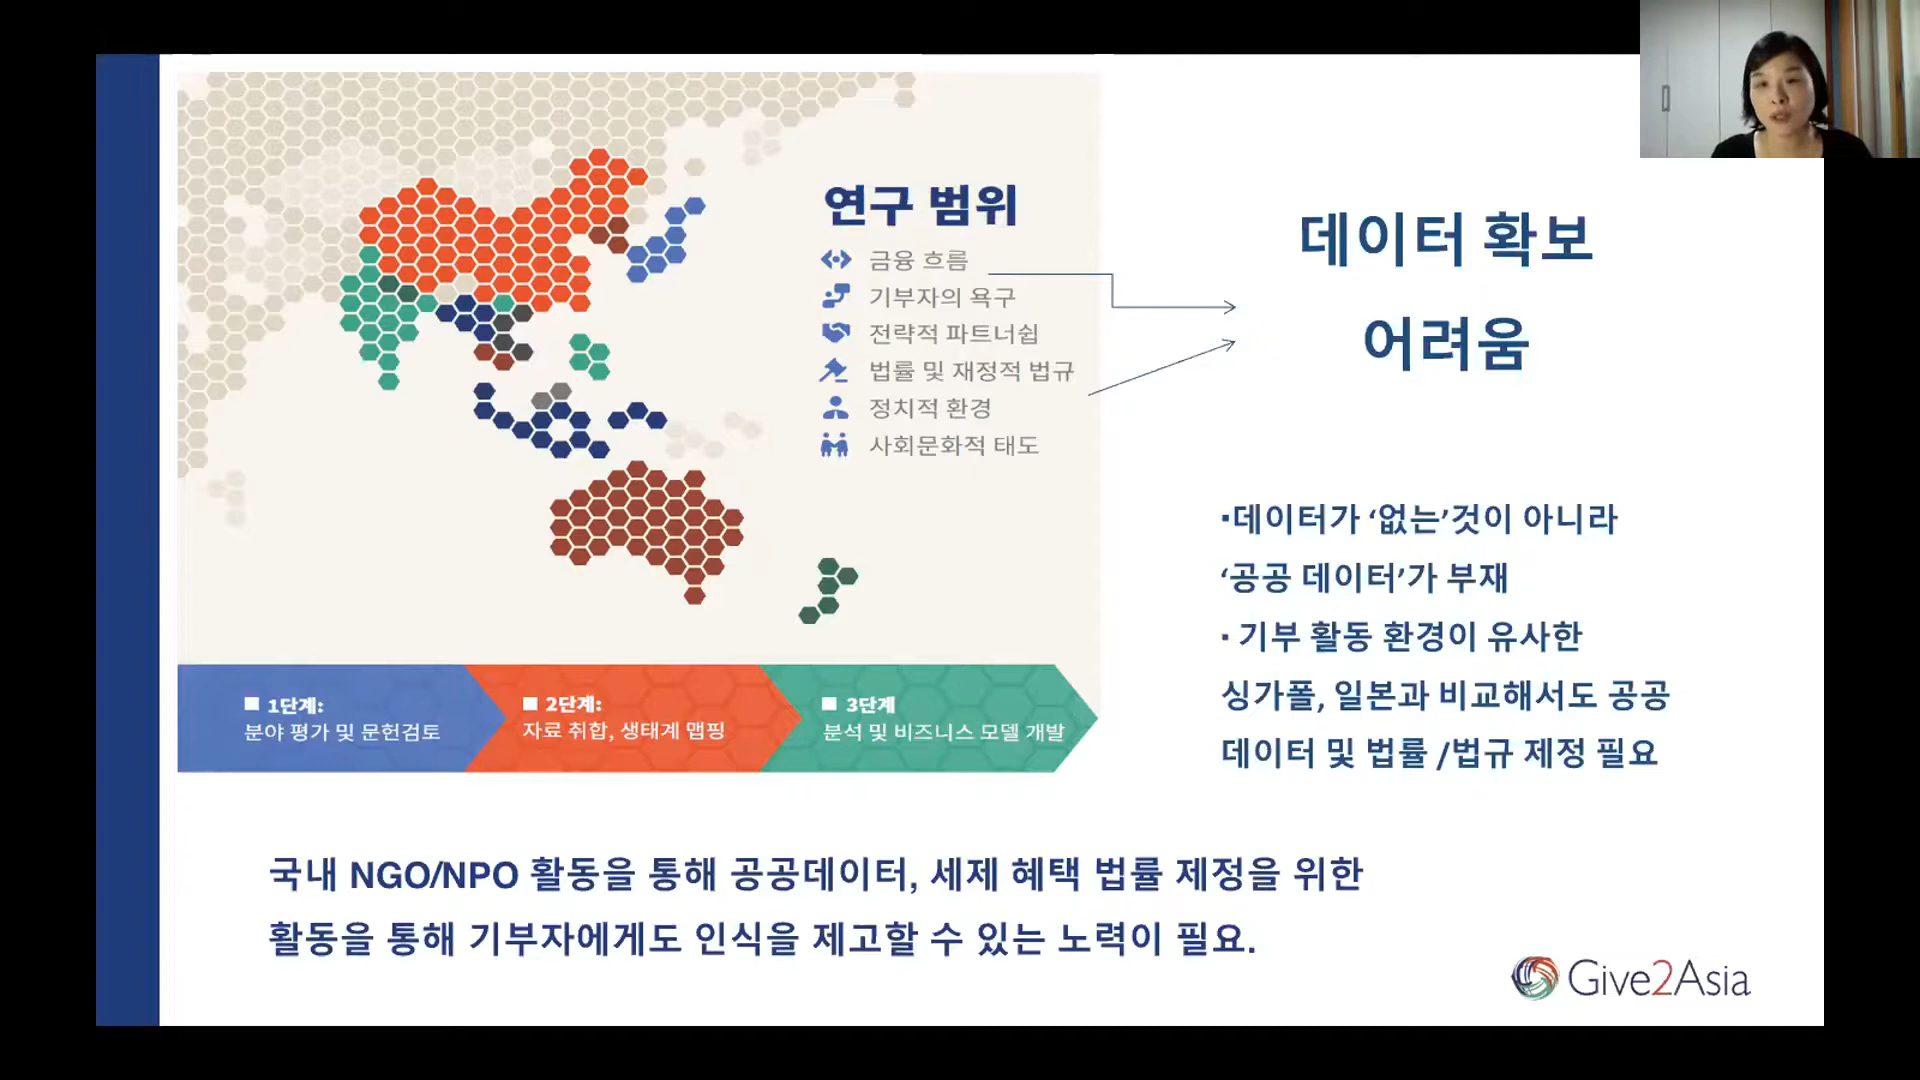 연구 범위
금융 흐름
기부자의 욕구
전략적 파트너쉽
법률 및 재정적 법규
정치적 환경
사회문화적 태도
데이터 확보
어려움
▪데이터가 ‘없는’것이 아니라
‘공공 데이터’가 부재
▪ 기부 활동 환경이 유사한
싱가폴, 일본과 비교해서도 공공
데이터 및 법률 /법규 제정 필요
■ 1단계:
분야 평가 및 문헌검토
■ 2단계:
자료 취합, 생태계 맵핑
■ 3단계
분석 및 비즈니스 모델 개발
국내 NGO/NPO 활동을 통해 공공데이터, 세제 혜택 법률 제정을 위한
활동을 통해 기부자에게도 인식을 제고할 수 있는 노력이 필요.
Give2Asia